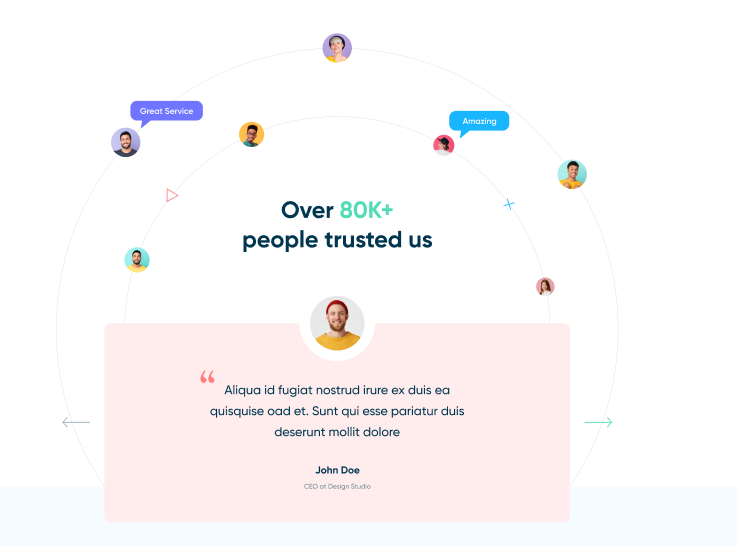 Great Service
Amazing
Over 80K+
people trusted us
“ Aliqua id fugiat nostrud irure ex duis ea
quisquise oad et. Sunt qui esse pariatur duis
deserunt mollit dolore
John Doe
CEO at Design Studio